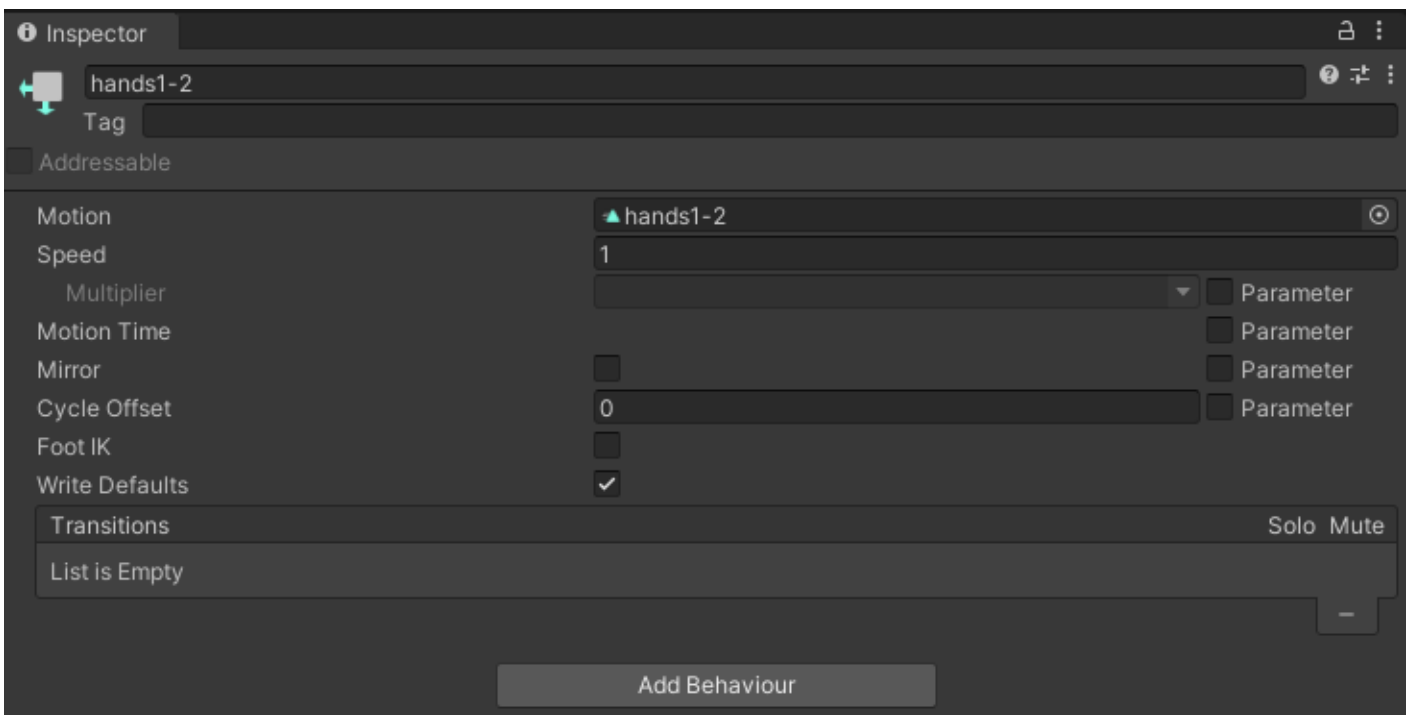 Inspector
hands1-2
Tag
Addressable
Motion hands1-2
Speed 1
Multiplier Parameter
Motion Time Parameter
Mirror Parameter
Cycle Offset 0 Parameter
Foot IK
Write Defaults
Transitions Solo Mute
List is Empty
Add Behaviour